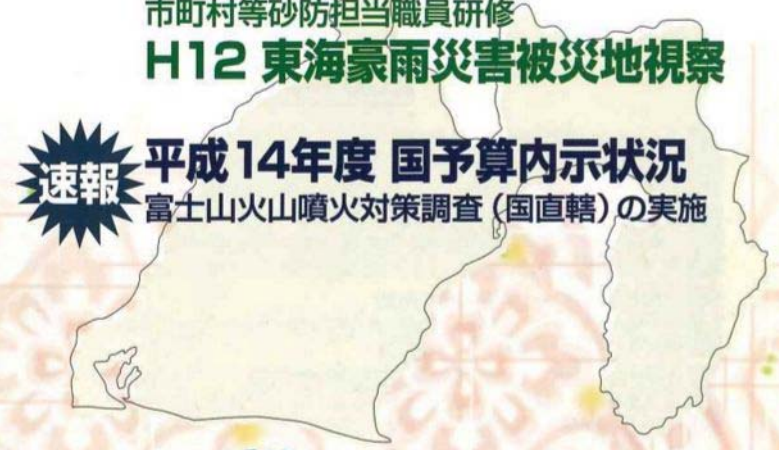 市町村等砂防担当職員研修
H12 東海豪雨災害被災地視察
速報
平成14年度 国予算内示状況
富士山火山噴火対策調査（国直轄）の実施